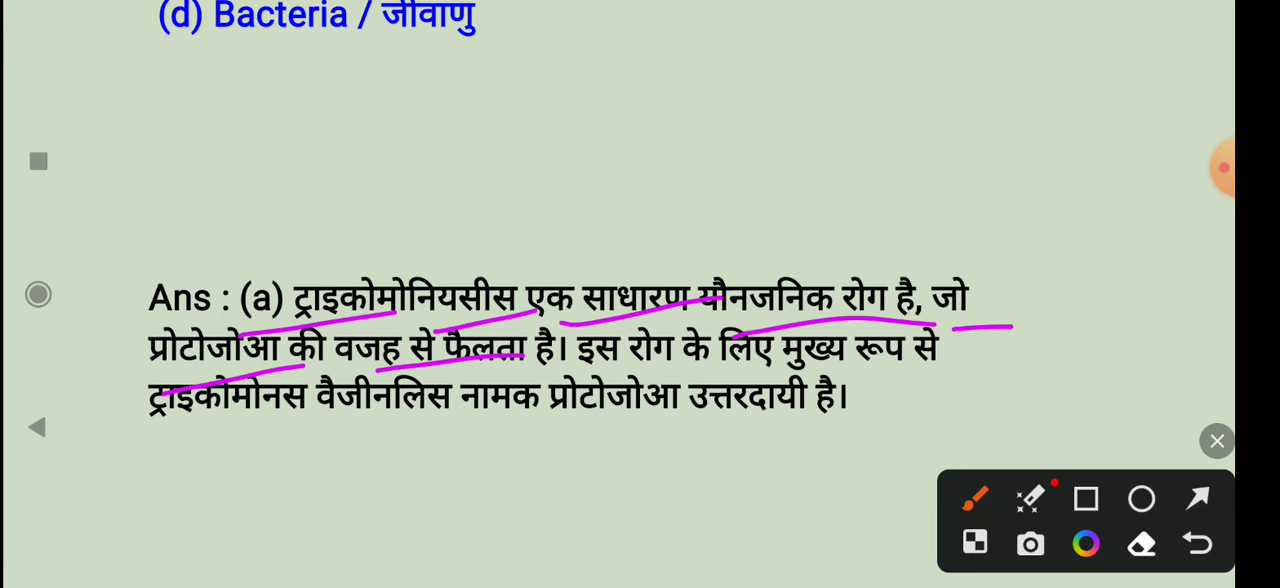 (d) Bacteria / जीवाणु
Ans : (a) ट्राइकोमोनियसीस एक साधारण यौनजनिक रोग है, जो
प्रोटोजोआ की वजह से फैलता है। इस रोग के लिए मुख्य रूप से
ट्राइकोमोनस वैजीनलिस नामक प्रोटोजोआ उत्तरदायी है।